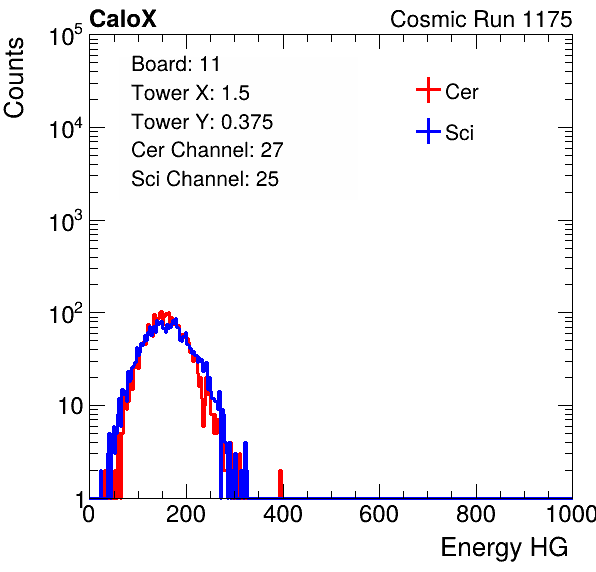 CaloX
Cosmic Run 1175
Counts
10^5
10^4
10^3
10^2
10
1
Board: 11
Tower X: 1.5
Tower Y: 0.375
Cer Channel: 27
Sci Channel: 25
Cer
Sci
0 200 400 600 800 1000
Energy HG